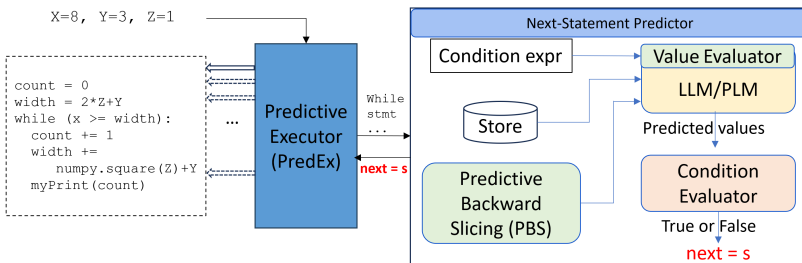 X=8, Y=3, Z=1
count = 0
width = 2*Z+Y
while (x >= width):
count += 1
width +=
numpy.square(Z)+Y
myPrint(count)
...
Predictive
Executor
(PredEx)
While
stmt
...
next = s
Next-Statement Predictor
Condition expr
Store
Predictive
Backward
Slicing (PBS)
Value Evaluator
LLM/PLM
Predicted values
Condition
Evaluator
True or False
next = s